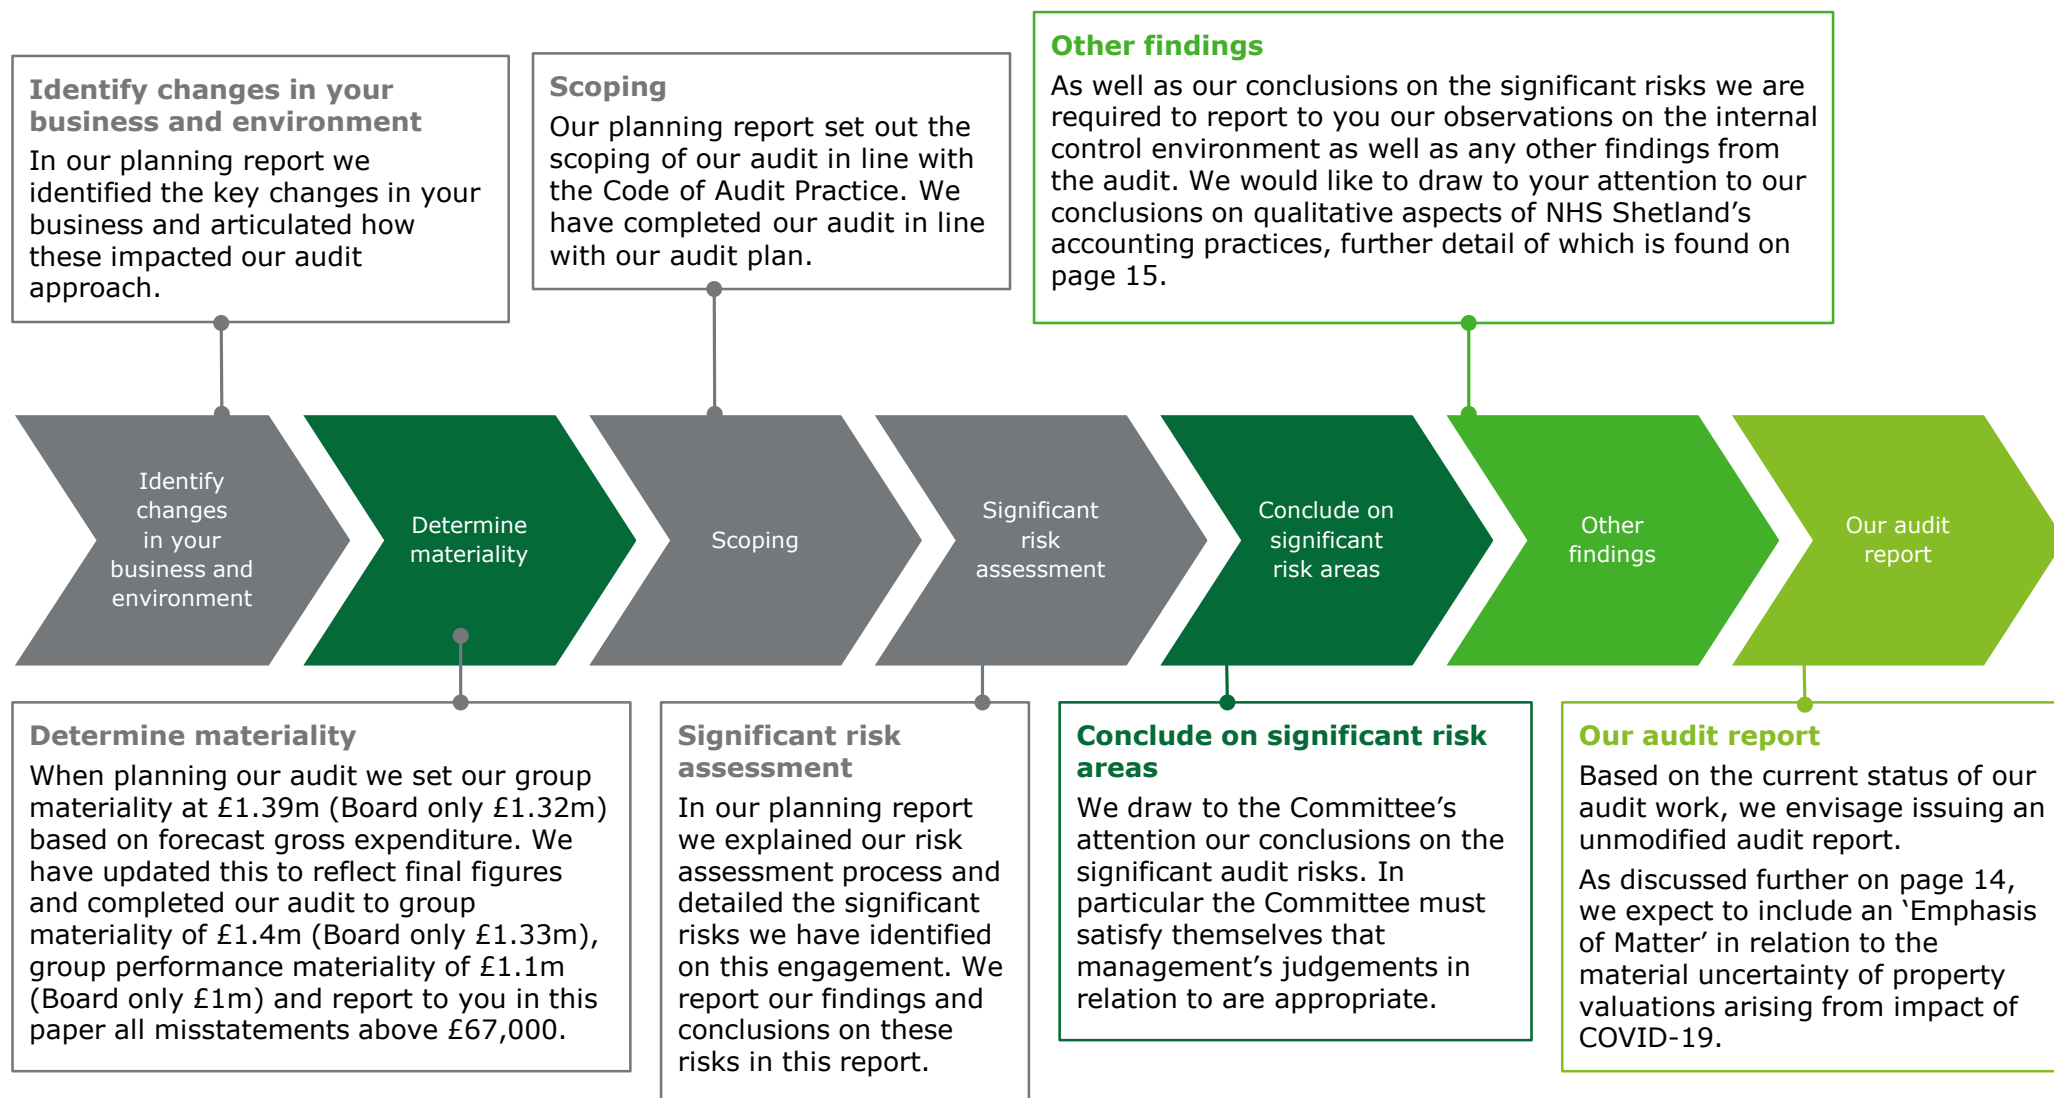 Identify changes in your
business and environment
In our planning report we
identified the key changes in your
business and articulated how
these impacted our audit
approach.
Scoping
Our planning report set out the
scoping of our audit in line with
the Code of Audit Practice. We
have completed our audit in line
with our audit plan.
Other findings
As well as our conclusions on the significant risks we are
required to report to you our observations on the internal
control environment as well as any other findings from
the audit. We would like to draw to your attention to our
conclusions on qualitative aspects of NHS Shetland’s
accounting practices, further detail of which is found on
page 15.
Identify
changes
in your
business and
environment
Determine
materiality
Scoping
Significant
risk
assessment
Conclude on
significant
risk areas
Other
findings
Our audit
report
Determine materiality
When planning our audit we set our group
materiality at £1.39m (Board only £1.32m)
based on forecast gross expenditure. We
have updated this to reflect final figures
and completed our audit to group
materiality of £1.4m (Board only £1.33m),
group performance materiality of £1.1m
(Board only £1m) and report to you in this
paper all misstatements above £67,000.
Significant risk
assessment
In our planning report
we explained our risk
assessment process and
detailed the significant
risks we have identified
on this engagement. We
report our findings and
conclusions on these
risks in this report.
Conclude on significant risk
areas
We draw to the Committee’s
attention our conclusions on the
significant audit risks. In
particular the Committee must
satisfy themselves that
management’s judgements in
relation to are appropriate.
Our audit report
Based on the current status of our
audit work, we envisage issuing an
unmodified audit report.
As discussed further on page 14,
we expect to include an ‘Emphasis
of Matter’ in relation to the
material uncertainty of property
valuations arising from impact of
COVID-19.